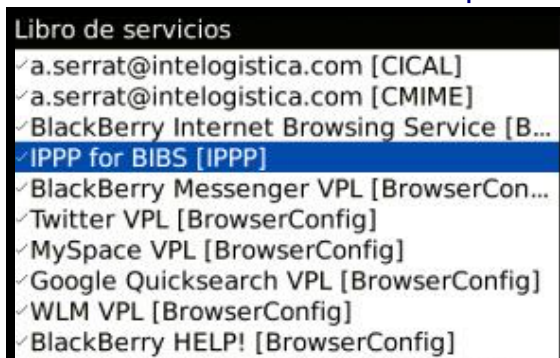 Libro de servicios
a.serrat@intelogistica.com [CICAL]
a.serrat@intelogistica.com [CMIME]
BlackBerry Internet Browsing Service [B...
IPPP for BIBS [IPPP]
BlackBerry Messenger VPL [BrowserCon...
Twitter VPL [BrowserConfig]
MySpace VPL [BrowserConfig]
Google Quicksearch VPL [BrowserConfig]
WLM VPL [BrowserConfig]
BlackBerry HELP! [BrowserConfig]